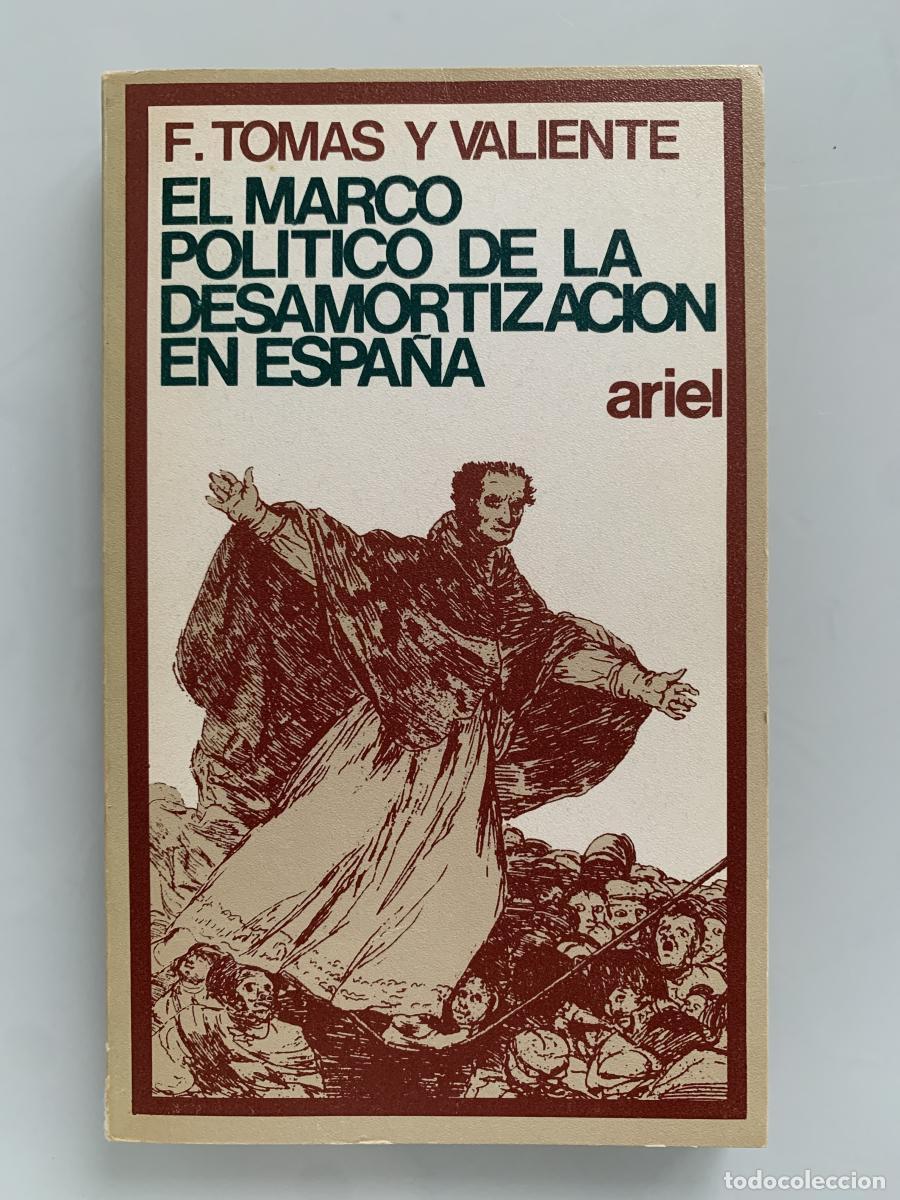 F. TOMAS Y VALIENTE
EL MARCO
POLITICO DE LA
DESAMORTIZACION
EN ESPAÑA
ariel
todocoleccion